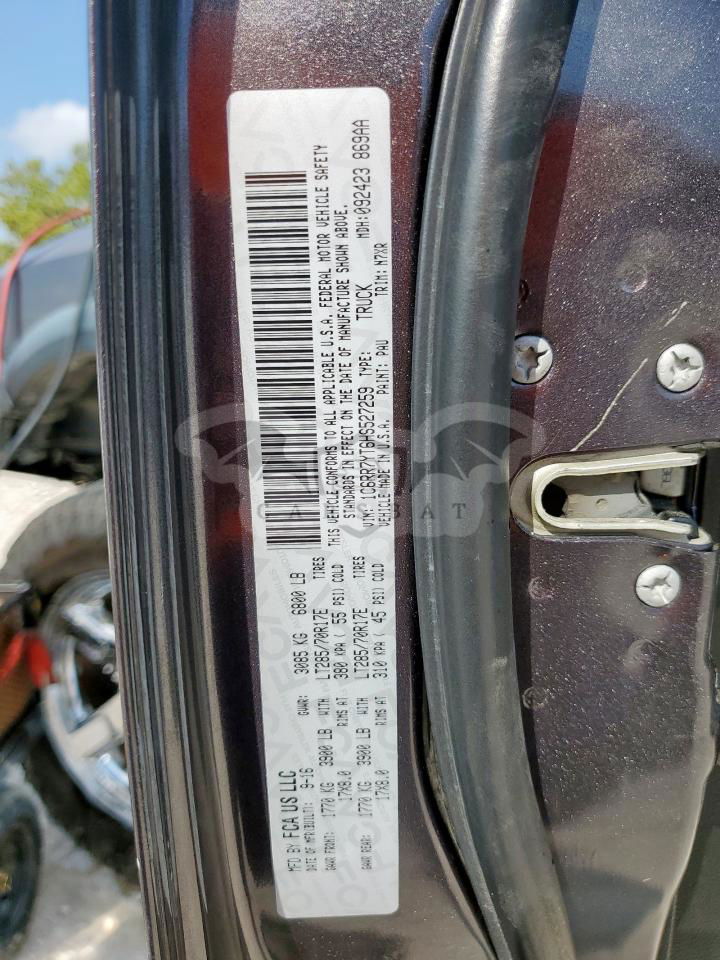 MFD BY FCA US LLC
DATE OF MFR(BUILT): 9-16 GVWR: 3085 KG 6800 LB
GAWR FRONT: 1770 KG 3900 LB WITH LT285/70R17E TIRES
17X8.0 RIMS AT 380 KPA ( 55 PSI) COLD
GAWR REAR: 1770 KG 3900 LB WITH LT285/70R17E TIRES
17X8.0 RIMS AT 310 KPA ( 45 PSI) COLD
THIS VEHICLE CONFORMS TO ALL APPLICABLE U.S.A. FEDERAL MOTOR VEHICLE SAFETY
STANDARDS IN EFFECT ON THE DATE OF MANUFACTURE SHOWN ABOVE.
VIN: 1C6RR7YT6HS527259 TYPE: TRUCK MDH:092423 869AA
VEHICLE MADE IN U.S.A. PAINT: PAU TRIM: N7XR